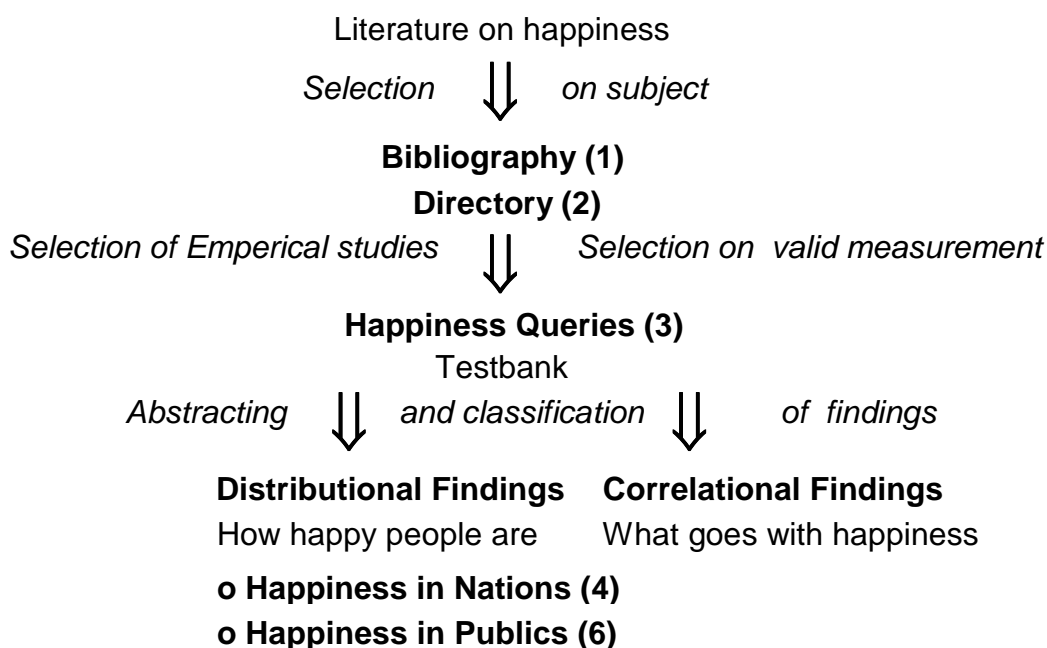 Literature on happiness
Selection on subject
Bibliography (1)
Directory (2)
Selection of Emperical studies Selection on valid measurement
Happiness Queries (3)
Testbank
Abstracting and classification of findings
Distributional Findings Correlational Findings
How happy people are What goes with happiness
o Happiness in Nations (4)
o Happiness in Publics (6)